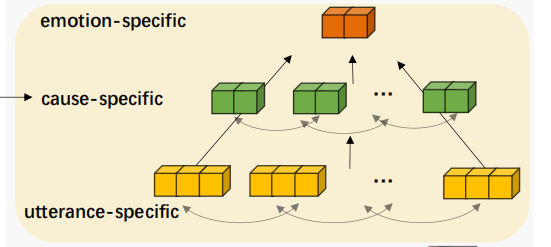 emotion-specific
cause-specific
...
...
utterance-specific